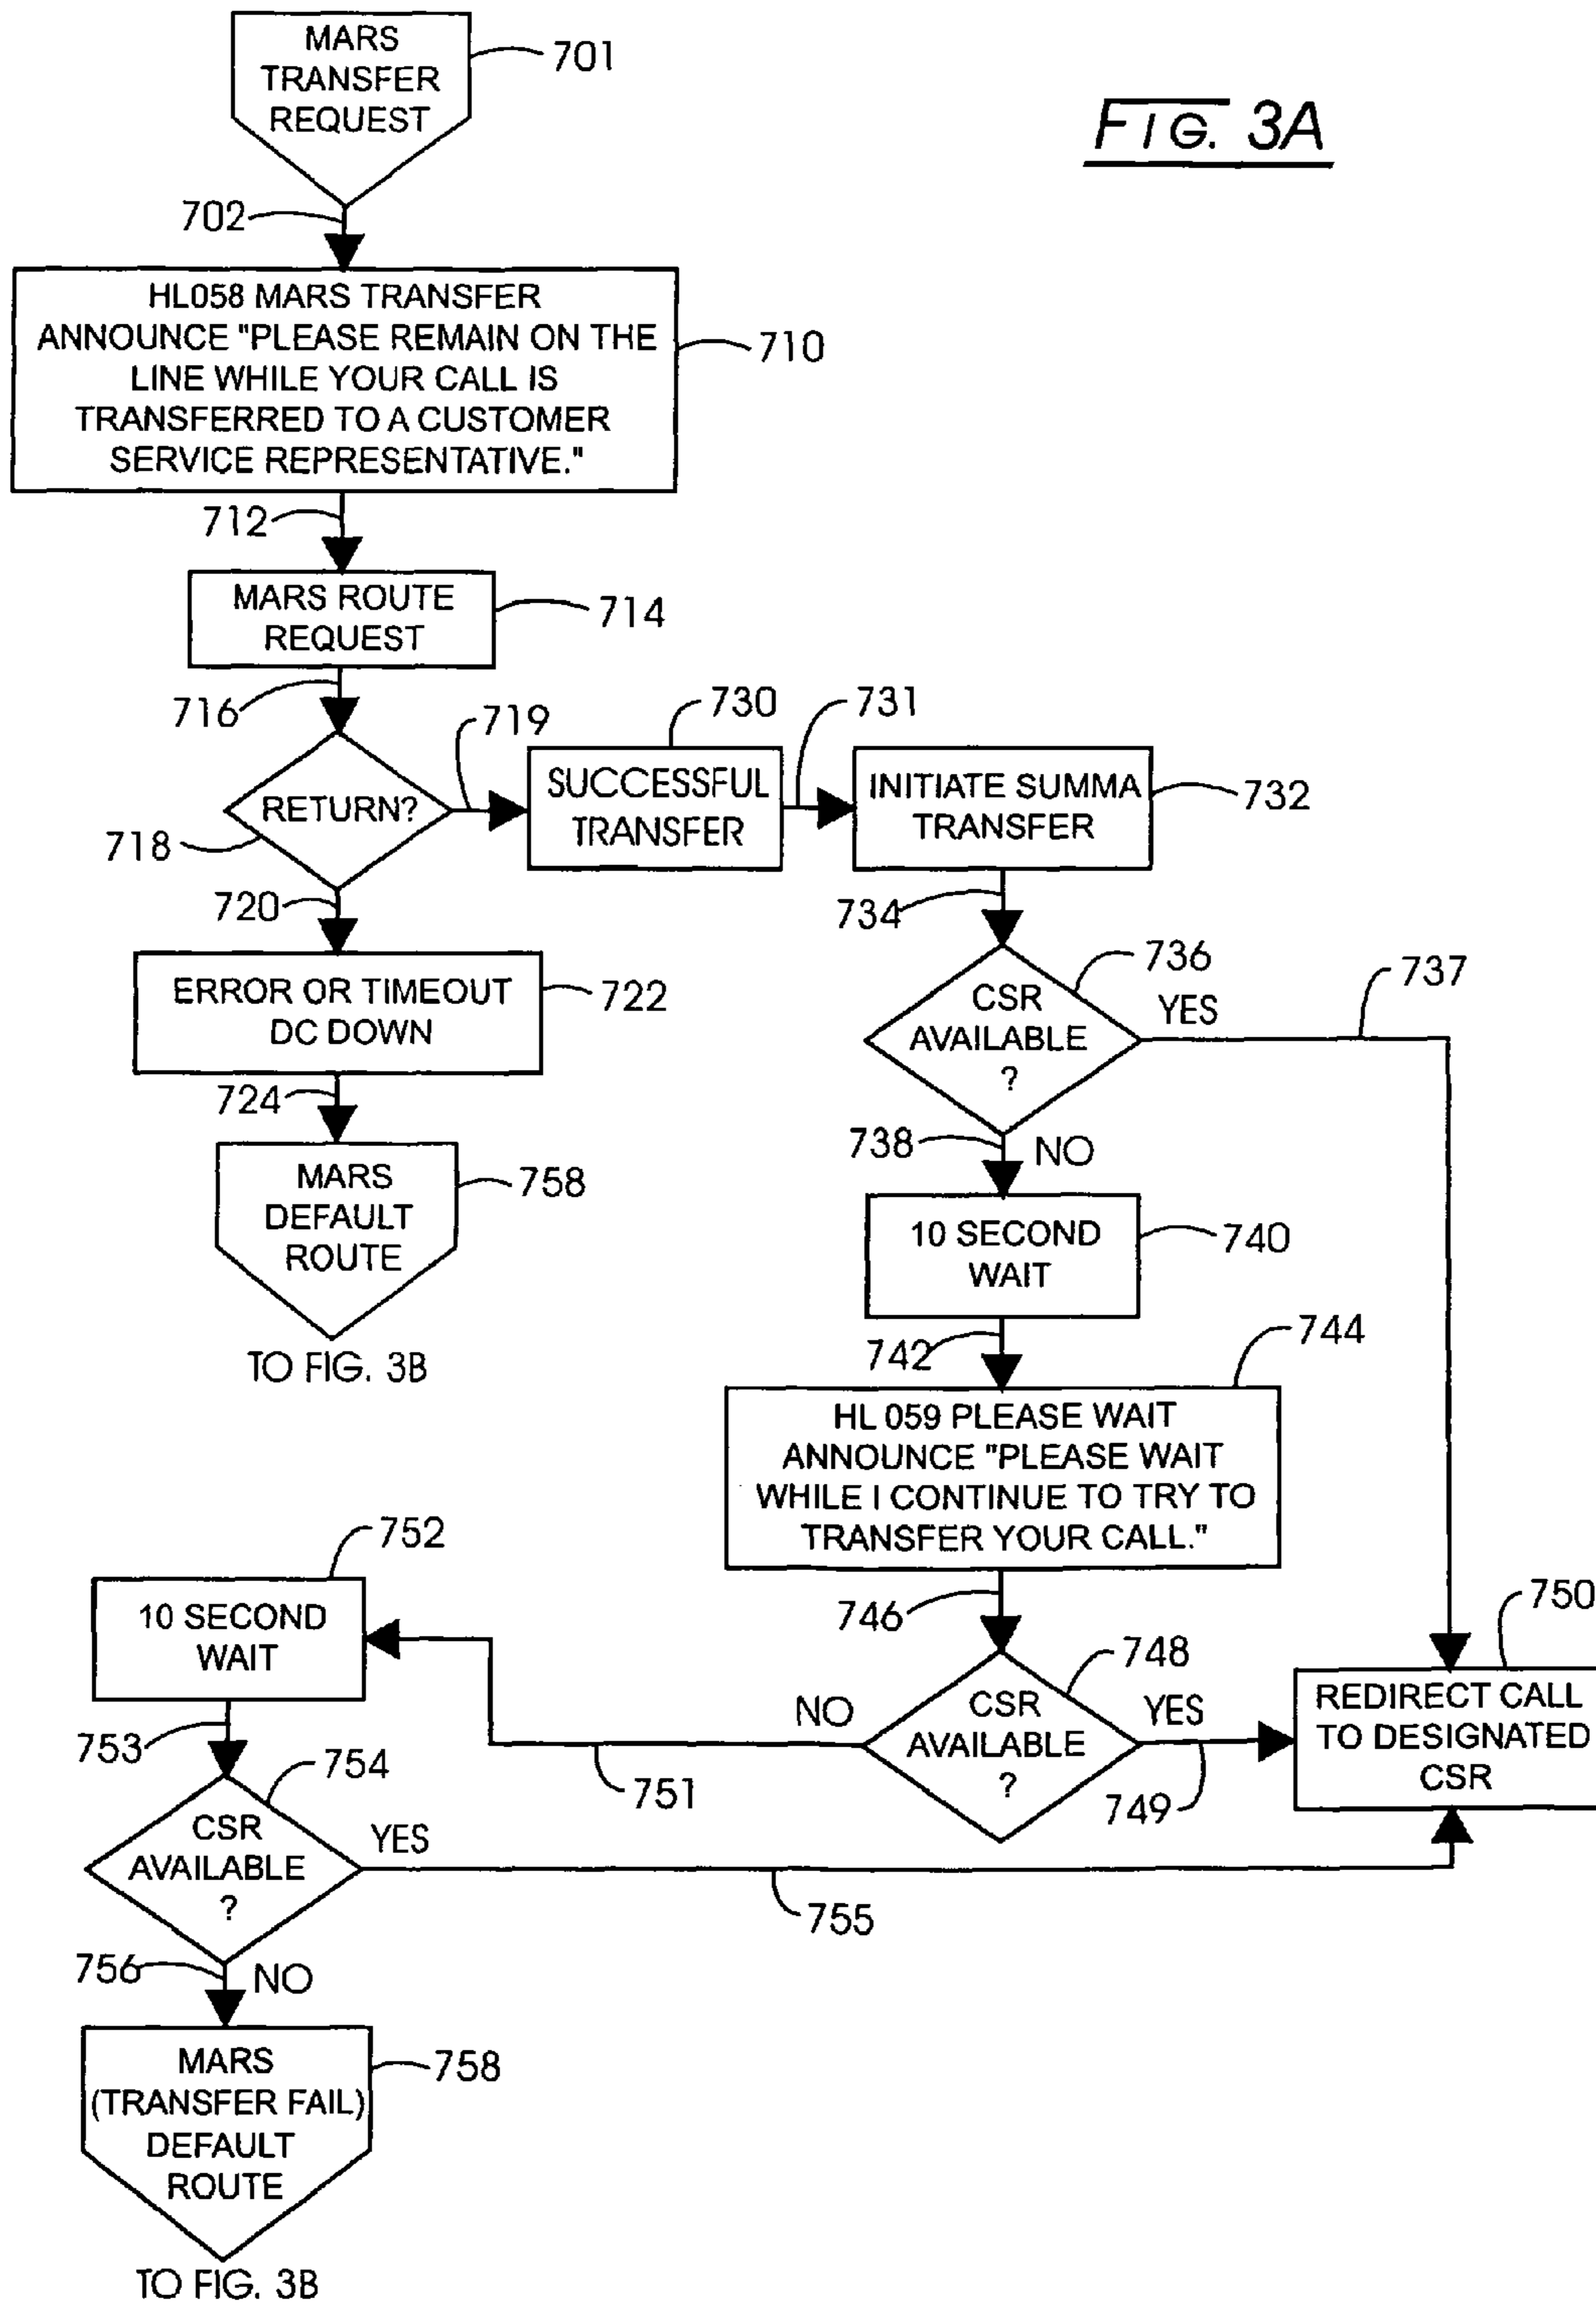 MARS
TRANSFER
REQUEST
701
FIG. 3A
702
HL058 MARS TRANSFER
ANNOUNCE "PLEASE REMAIN ON THE
LINE WHILE YOUR CALL IS
TRANSFERRED TO A CUSTOMER
SERVICE REPRESENTATIVE."
710
712
MARS ROUTE
REQUEST
714
716
RETURN?
718
719
SUCCESSFUL
TRANSFER
730
731
INITIATE SUMMA
TRANSFER
732
720
ERROR OR TIMEOUT
DC DOWN
722
724
MARS
DEFAULT
ROUTE
758
TO FIG. 3B
734
CSR
AVAILABLE
?
736
YES
737
738
NO
10 SECOND
WAIT
740
742
HL 059 PLEASE WAIT
ANNOUNCE "PLEASE WAIT
WHILE I CONTINUE TO TRY TO
TRANSFER YOUR CALL."
744
746
CSR
AVAILABLE
?
748
YES
749
REDIRECT CALL
TO DESIGNATED
CSR
750
NO
751
10 SECOND
WAIT
752
753
CSR
AVAILABLE
?
754
YES
755
756
NO
MARS
(TRANSFER FAIL)
DEFAULT
ROUTE
758
TO FIG. 3B